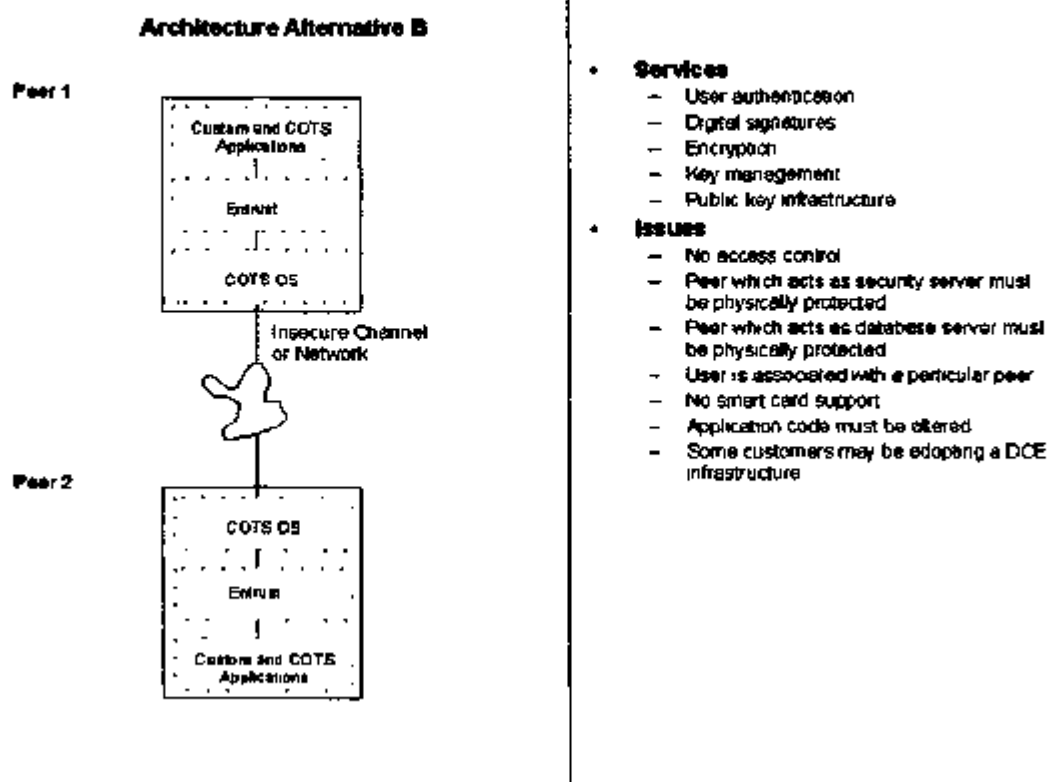 Architecture Alternative B
Peer 1
Custom and COTS
Applications
Entrust
COTS OS
Insecure Channel
or Network
Peer 2
COTS OS
Entrust
Custom and COTS
Applications
• Services
– User authentication
– Digital signatures
– Encryption
– Key management
– Public key infrastructure
• Issues
– No access control
– Peer which acts as security server must
be physically protected
– Peer which acts as database server must
be physically protected
– User is associated with a particular peer
– No smart card support
– Application code must be altered
– Some customers may be adopting a DCE
infrastructure